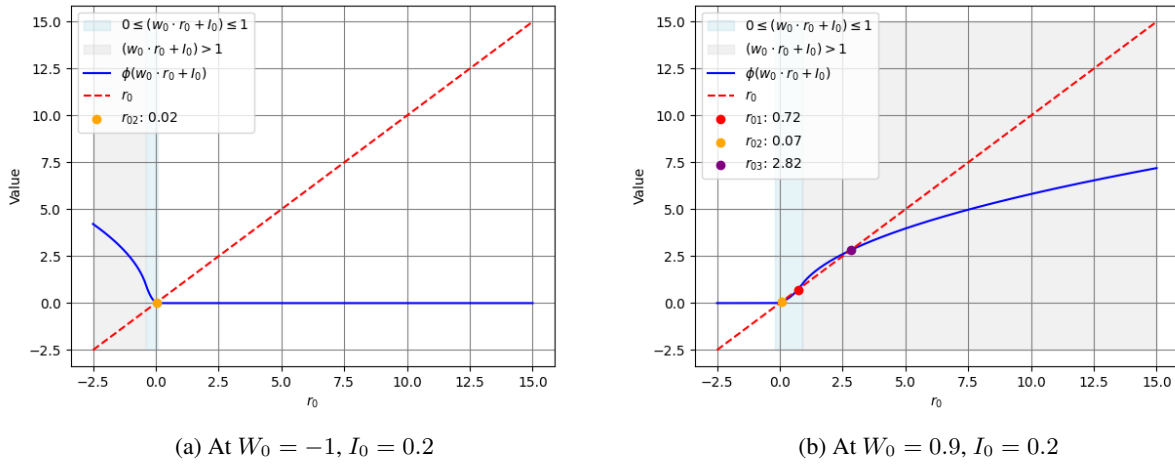 15.0
12.5
10.0
7.5
5.0
2.5
0.0
−2.5
Value
0 ≤ (w₀ · r₀ + I₀) ≤ 1
(w₀ · r₀ + I₀) > 1
ϕ(w₀ · r₀ + I₀)
r₀
r₀₂: 0.02
−2.5 0.0 2.5 5.0 7.5 10.0 12.5 15.0
r₀
(a) At W₀ = −1, I₀ = 0.2
15.0
12.5
10.0
7.5
5.0
2.5
0.0
−2.5
Value
0 ≤ (w₀ · r₀ + I₀) ≤ 1
(w₀ · r₀ + I₀) > 1
ϕ(w₀ · r₀ + I₀)
r₀
r₀₁: 0.72
r₀₂: 0.07
r₀₃: 2.82
−2.5 0.0 2.5 5.0 7.5 10.0 12.5 15.0
r₀
(b) At W₀ = 0.9, I₀ = 0.2